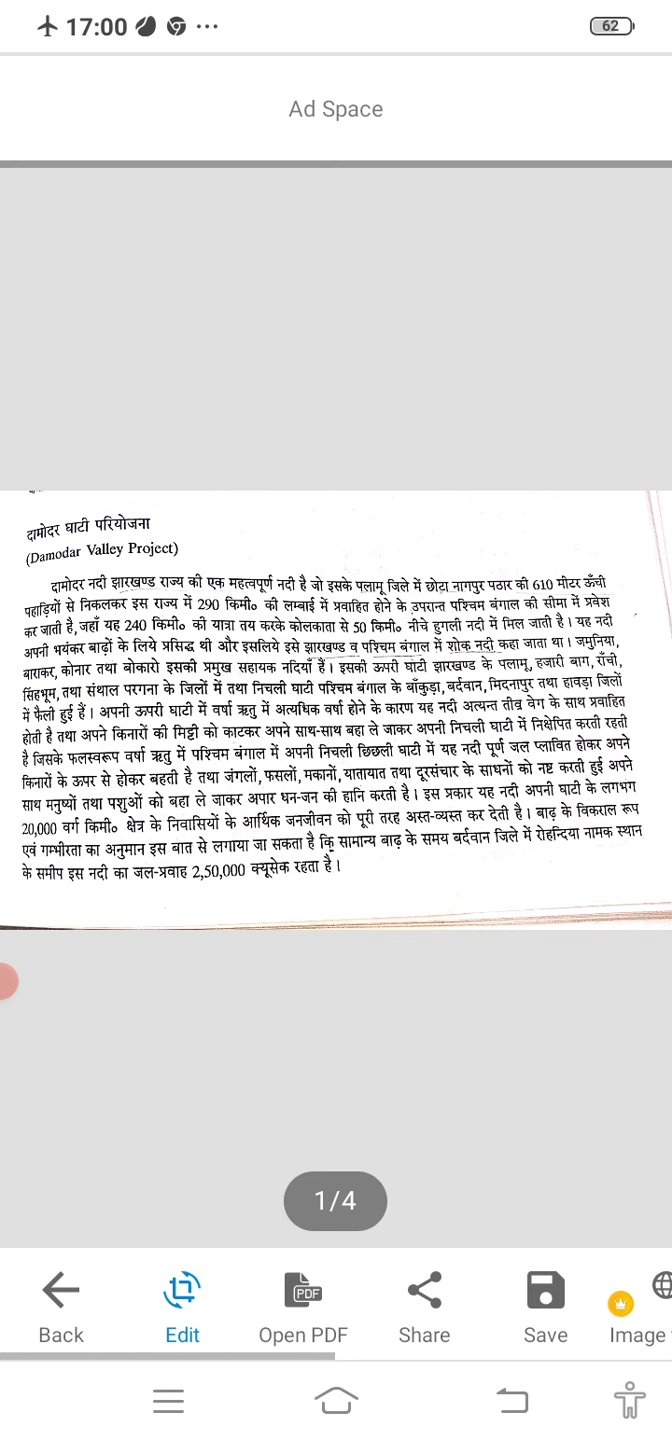 17:00
62
Ad Space
दामोदर घाटी परियोजना
(Damodar Valley Project)
दामोदर नदी झारखण्ड राज्य की एक महत्वपूर्ण नदी है जो इसके पलामू जिले में छोटा नागपुर पठार की 610 मीटर ऊँची
पहाड़ियों से निकलकर इस राज्य में 290 किमी० की लम्बाई में प्रवाहित होने के उपरान्त पश्चिम बंगाल की सीमा में प्रवेश
कर जाती है, जहाँ यह 240 किमी० की यात्रा तय करके कोलकाता से 50 किमी० नीचे हुगली नदी में मिल जाती है। यह नदी
अपनी भयंकर बाढ़ों के लिये प्रसिद्ध थी और इसलिये इसे झारखण्ड व पश्चिम बंगाल में शोक नदी कहा जाता था। जमुनिया,
बाराकर, कोनार तथा बोकारो इसकी प्रमुख सहायक नदियाँ हैं। इसकी ऊपरी घाटी झारखण्ड के पलामू, हजारी बाग, राँची,
सिंहभूम, तथा संथाल परगना के जिलों में तथा निचली घाटी पश्चिम बंगाल के बाँकुड़ा, बर्दवान, मिदनापुर तथा हावड़ा जिलों
में फैली हुई हैं। अपनी ऊपरी घाटी में वर्षा ऋतु में अत्यधिक वर्षा होने के कारण यह नदी अत्यन्त तीव्र वेग के साथ प्रवाहित
होती है तथा अपने किनारों की मिट्टी को काटकर अपने साथ-साथ बहा ले जाकर अपनी निचली घाटी में निक्षेपित करती रहती
है जिसके फलस्वरूप वर्षा ऋतु में पश्चिम बंगाल में अपनी निचली छिछली घाटी में यह नदी पूर्ण जल प्लावित होकर अपने
किनारों के ऊपर से होकर बहती है तथा जंगलों, फसलों, मकानों, यातायात तथा दूरसंचार के साधनों को नष्ट करती हुई अपने
साथ मनुष्यों तथा पशुओं को बहा ले जाकर अपार धन-जन की हानि करती है। इस प्रकार यह नदी अपनी घाटी के लगभग
20,000 वर्ग किमी० क्षेत्र के निवासियों के आर्थिक जनजीवन को पूरी तरह अस्त-व्यस्त कर देती है। बाढ़ के विकराल रूप
एवं गम्भीरता का अनुमान इस बात से लगाया जा सकता है कि सामान्य बाढ़ के समय बर्दवान जिले में रोहन्दिया नामक स्थान
के समीप इस नदी का जल-प्रवाह 2,50,000 क्यूसेक रहता है।
1/4
PDF
Back Edit Open PDF Share Save Image